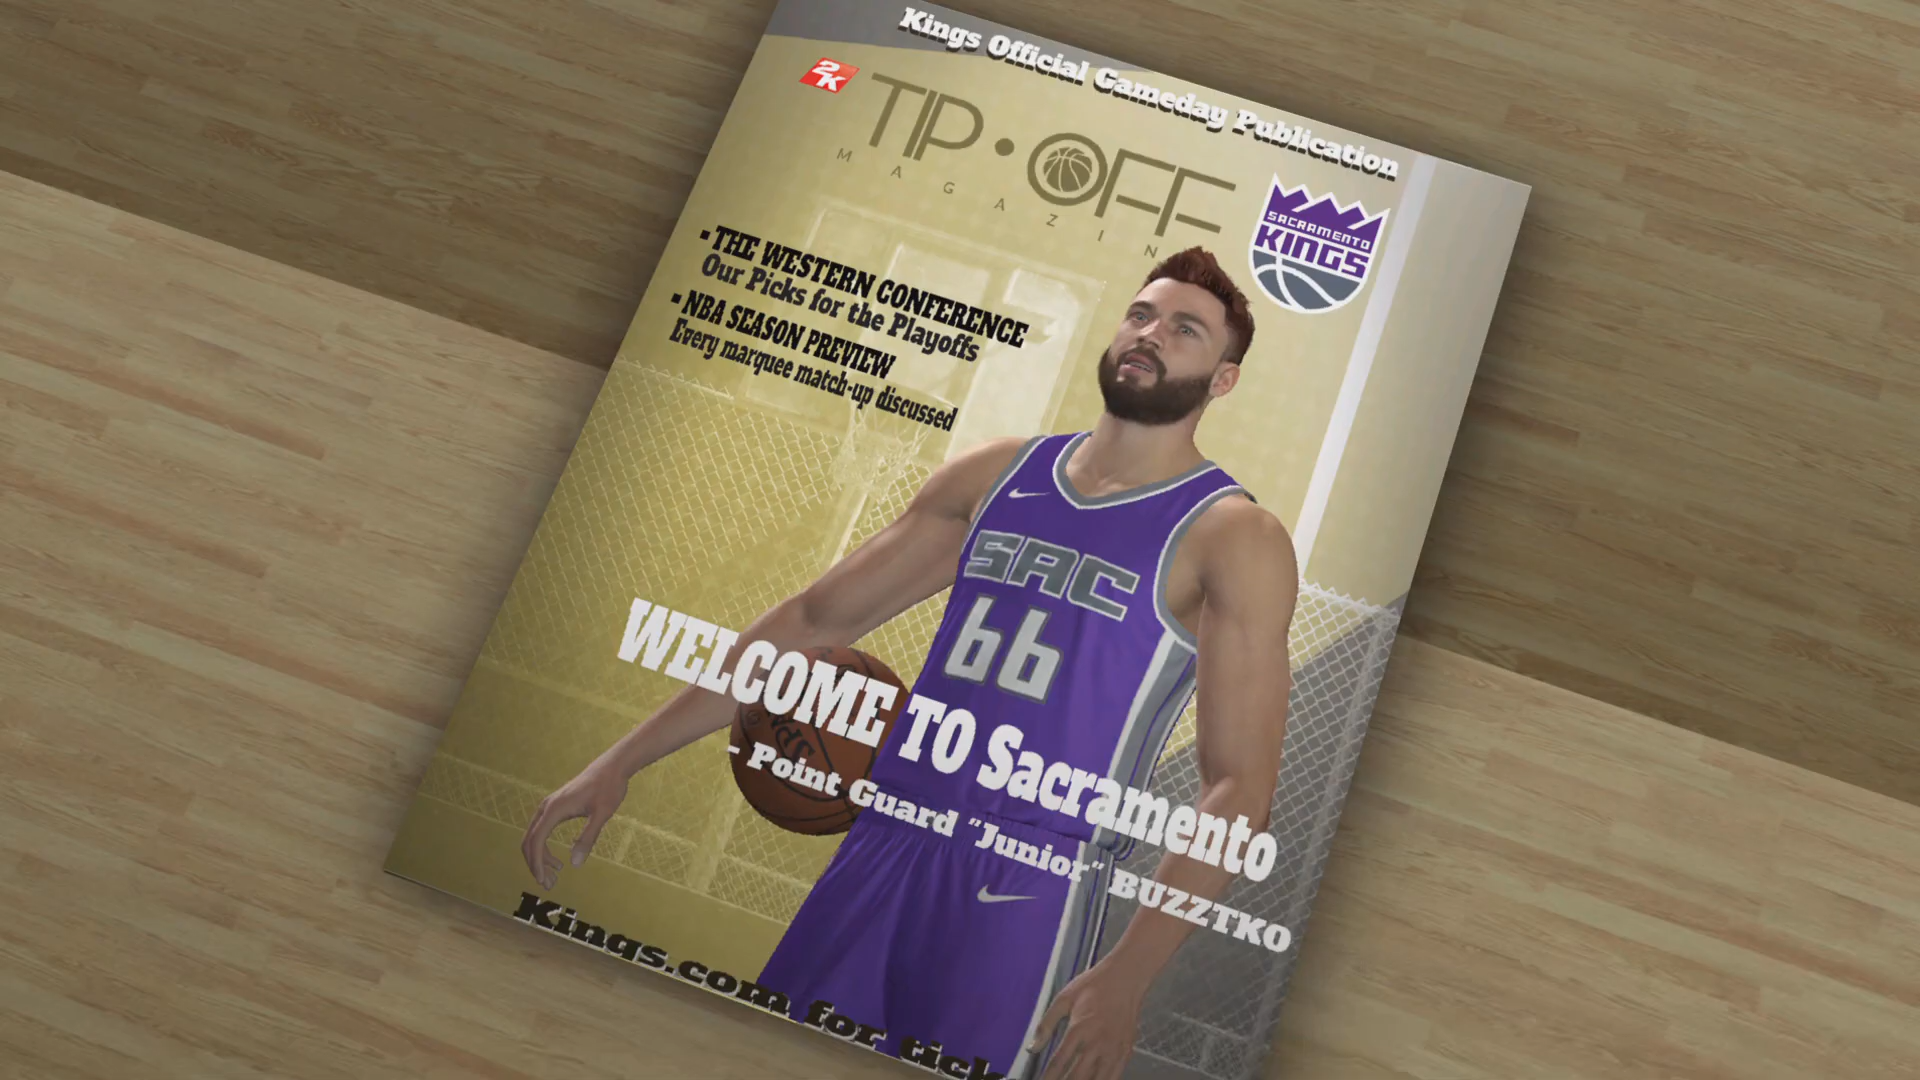 Kings Official Gameday Publication
2K
TIP•OFF
MAGAZIN
SACRAMENTO
KINGS
▪ THE WESTERN CONFERENCE
Our Picks for the Playoffs
▪ NBA SEASON PREVIEW
Every marquee match-up discussed
SAC
66
WELCOME TO Sacramento
- Point Guard "Junior" BUZZTKO
Kings.com for tick